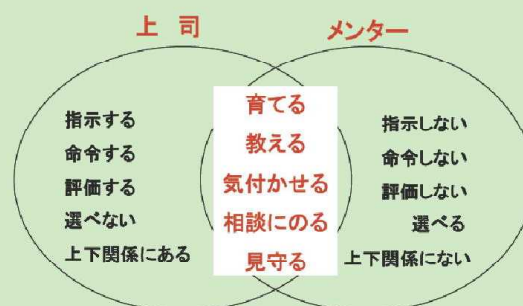 上 司
メンター
指示する
命令する
評価する
選べない
上下関係にある
育てる
教える
気付かせる
相談にのる
見守る
指示しない
命令しない
評価しない
選べる
上下関係にない